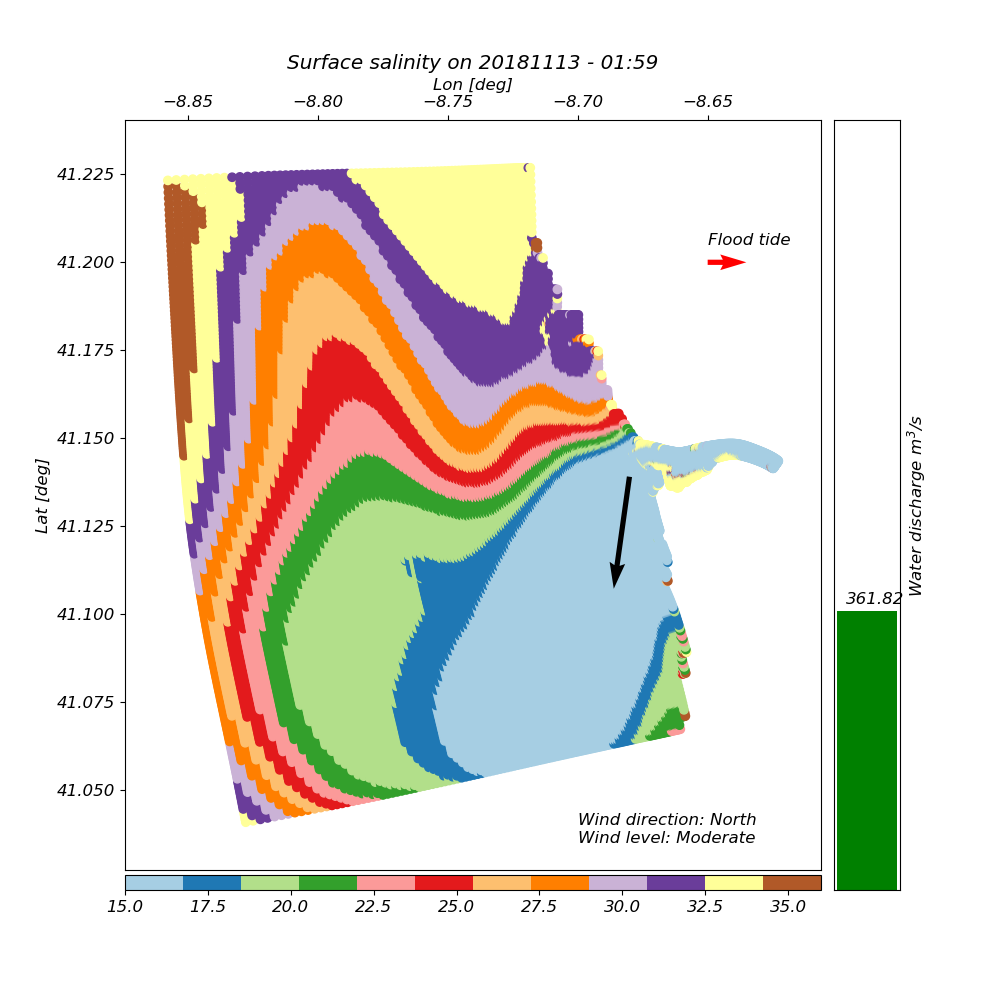 Surface salinity on 20181113 - 01:59
Lon [deg]
−8.85 −8.80 −8.75 −8.70 −8.65
41.225
41.200
41.175
41.150
41.125
41.100
41.075
41.050
Lat [deg]
Flood tide
Wind direction: North
Wind level: Moderate
361.82
Water discharge m³/s
15.0 17.5 20.0 22.5 25.0 27.5 30.0 32.5 35.0